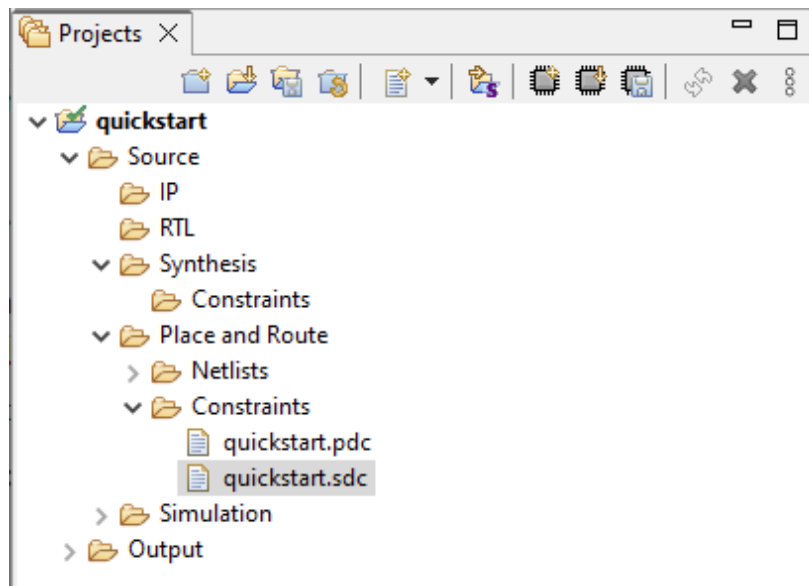 Projects
quickstart
Source
IP
RTL
Synthesis
Constraints
Place and Route
Netlists
Constraints
quickstart.pdc
quickstart.sdc
Simulation
Output